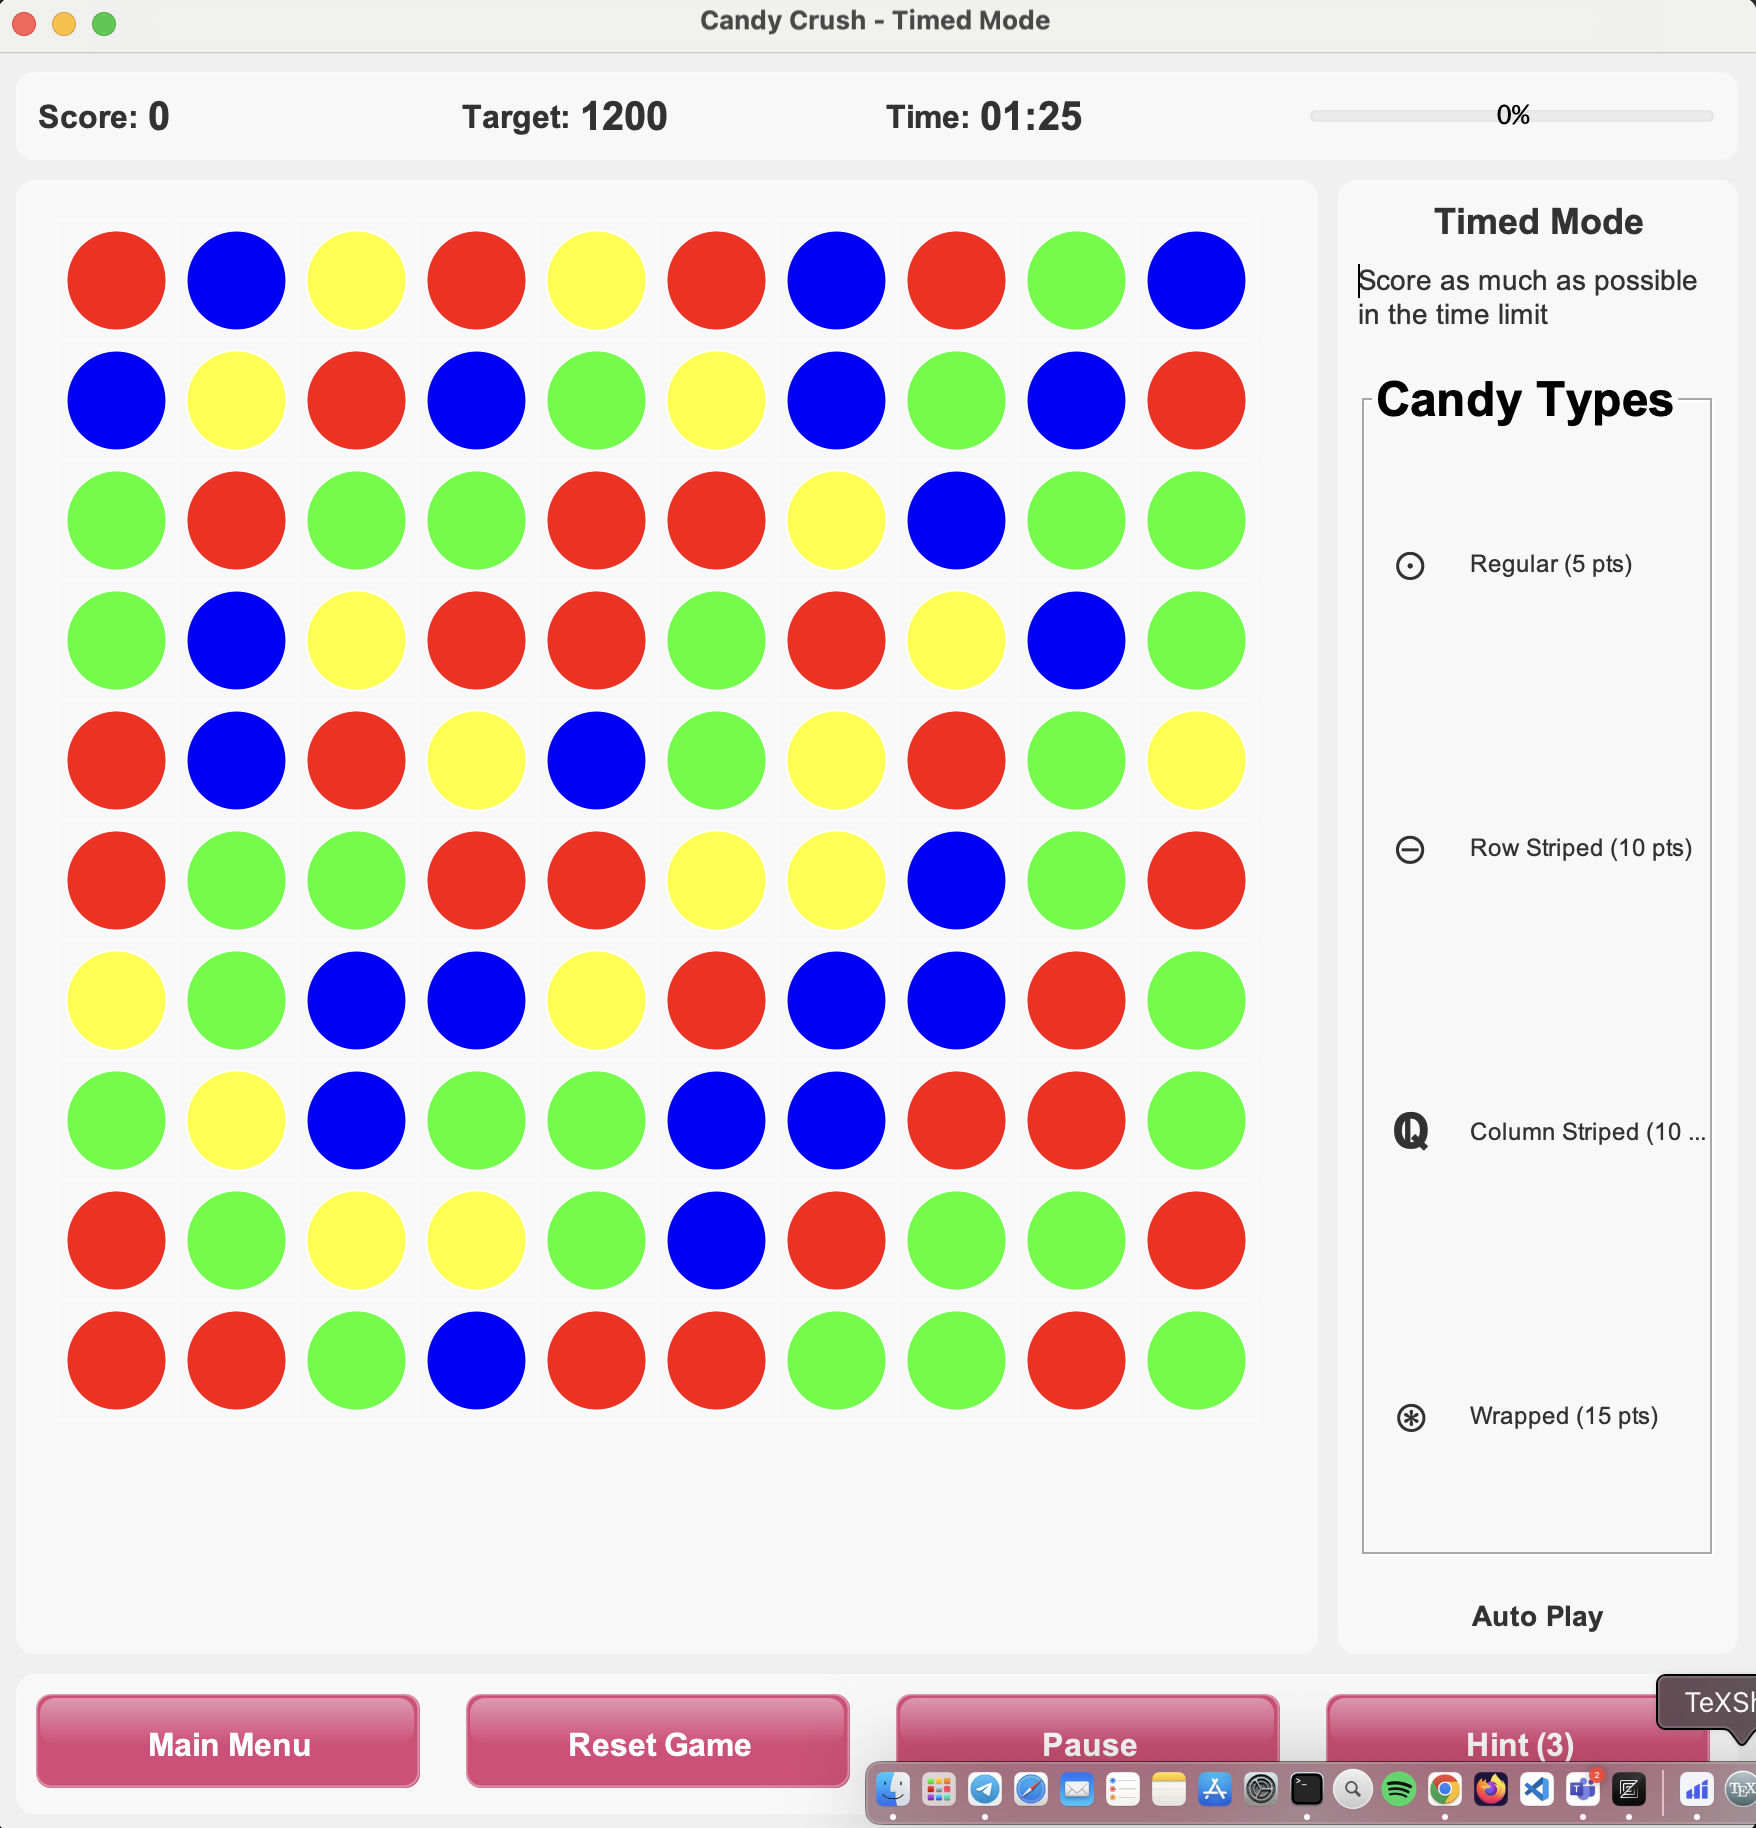 Candy Crush - Timed Mode
Score: 0
Target: 1200
Time: 01:25
0%
Timed Mode
Score as much as possible
in the time limit
Candy Types
Regular (5 pts)
Row Striped (10 pts)
Column Striped (10 ...
Wrapped (15 pts)
Auto Play
Main Menu
Reset Game
Pause
Hint (3)
2